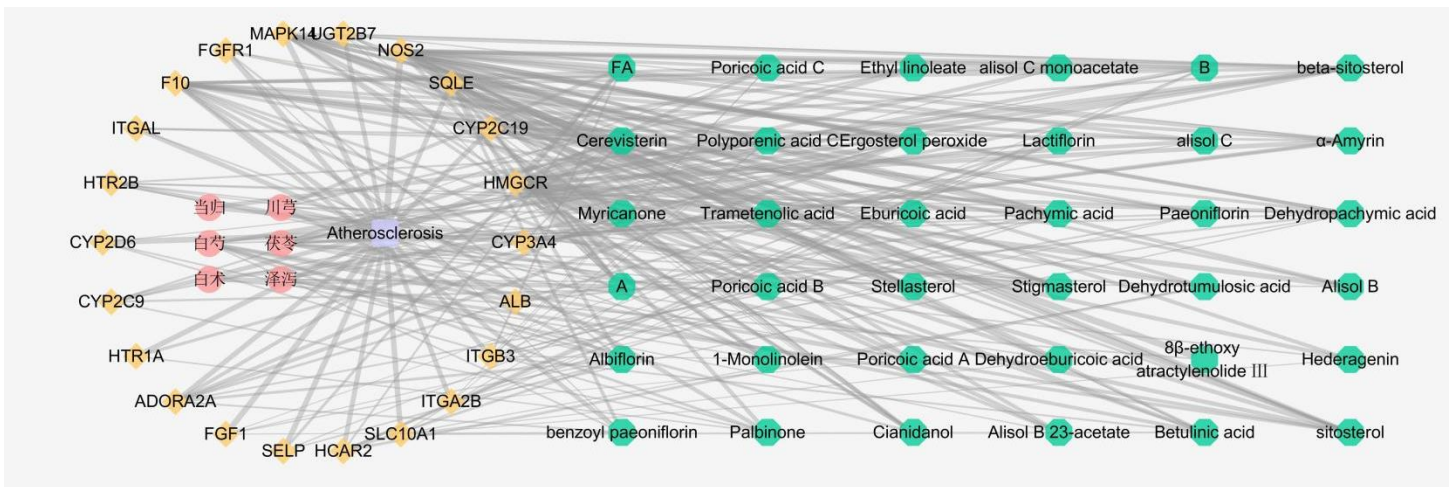 MAPK14
UGT2B7
FGFR1
NOS2
F10
SQLE
ITGAL
CYP2C19
HTR2B
HMGCR
CYP2D6
CYP3A4
CYP2C9
ALB
HTR1A
ITGB3
ADORA2A
ITGA2B
FGF1
SLC10A1
SELP
HCAR2
当归
川芎
白芍
茯苓
白术
泽泻
Atherosclerosis
FA
Poricoic acid C
Ethyl linoleate
alisol C monoacetate
B
beta-sitosterol
Cerevisterin
Polyporenic acid C
Ergosterol peroxide
Lactiflorin
alisol C
α-Amyrin
Myricanone
Trametenolic acid
Eburicoic acid
Pachymic acid
Paeoniflorin
Dehydropachymic acid
A
Poricoic acid B
Stellasterol
Stigmasterol
Dehydrotumulosic acid
Alisol B
Albiflorin
1-Monolinolein
Poricoic acid A
Dehydroeburicoic acid
8β-ethoxy
atractylenolide Ⅲ
Hederagenin
benzoyl paeoniflorin
Palbinone
Cianidanol
Alisol B 23-acetate
Betulinic acid
sitosterol